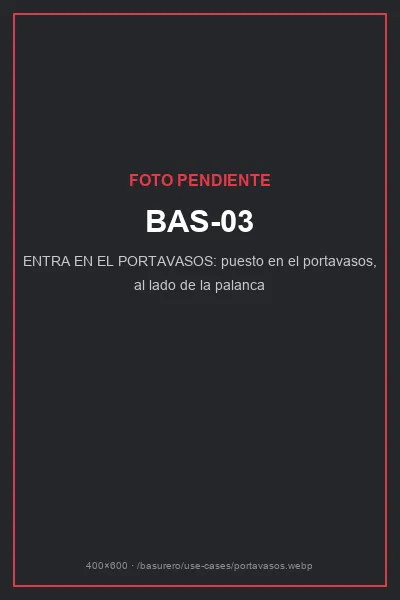 FOTO PENDIENTE
BAS-03
ENTRA EN EL PORTAVASOS: puesto en el portavasos,
al lado de la palanca
400×600 · /basurero/use-cases/portavasos.webp